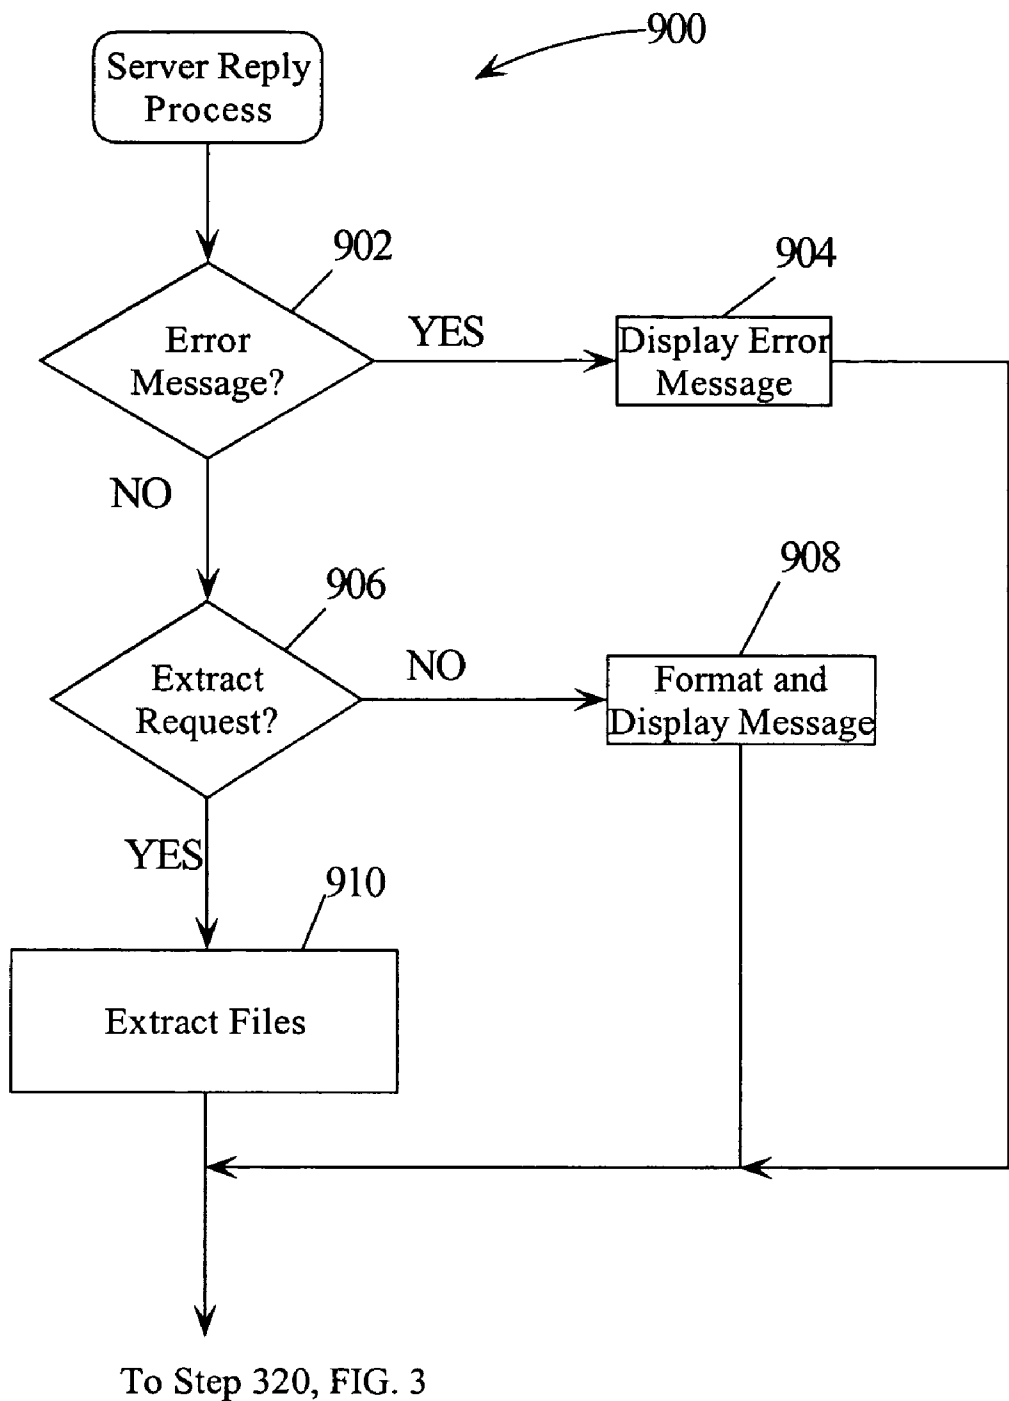 900
Server Reply
Process
902
904
Error
Message?
YES
Display Error
Message
NO
906
908
Extract
Request?
NO
Format and
Display Message
YES
910
Extract Files
To Step 320, FIG. 3